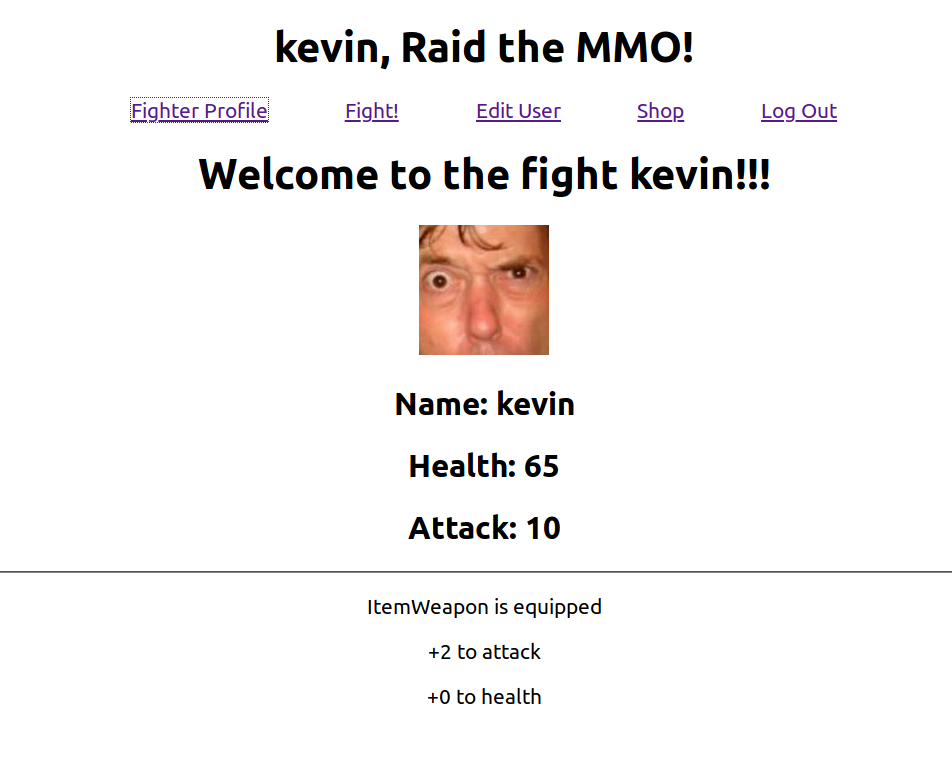 kevin, Raid the MMO!
Fighter Profile Fight! Edit User Shop Log Out
Welcome to the fight kevin!!!
Name: kevin
Health: 65
Attack: 10
ItemWeapon is equipped
+2 to attack
+0 to health